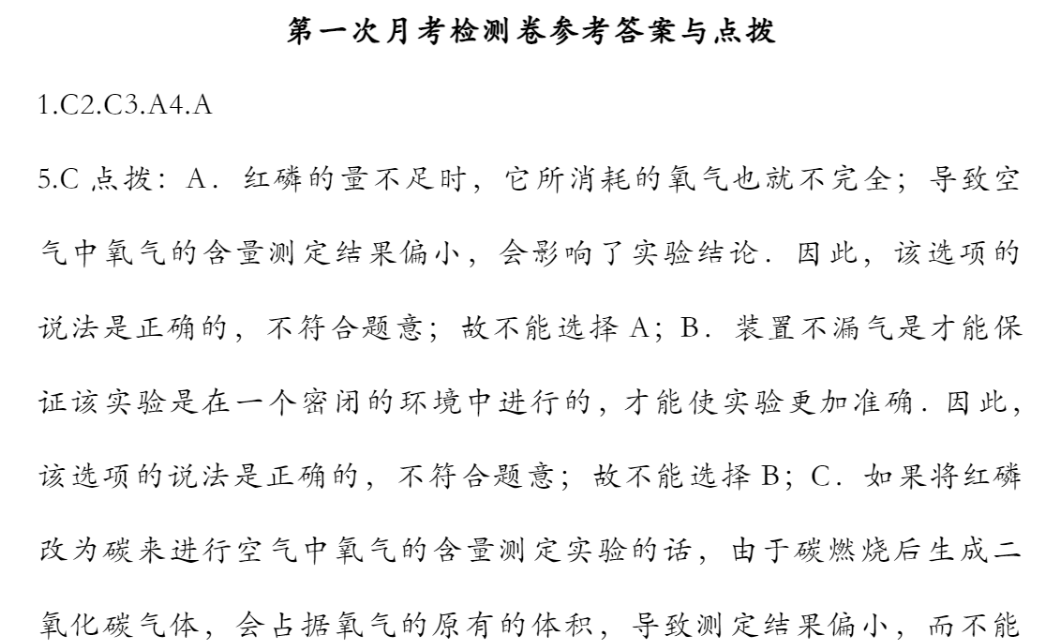 第一次月考检测卷参考答案与点拨
1.C2.C3.A4.A
5.C 点拨：A．红磷的量不足时，它所消耗的氧气也就不完全；导致空
气中氧气的含量测定结果偏小，会影响了实验结论．因此，该选项的
说法是正确的，不符合题意；故不能选择 A；B．装置不漏气是才能保
证该实验是在一个密闭的环境中进行的，才能使实验更加准确．因此，
该选项的说法是正确的，不符合题意；故不能选择 B；C．如果将红磷
改为碳来进行空气中氧气的含量测定实验的话，由于碳燃烧后生成二
氧化碳气体，会占据氧气的原有的体积，导致测定结果偏小，而不能